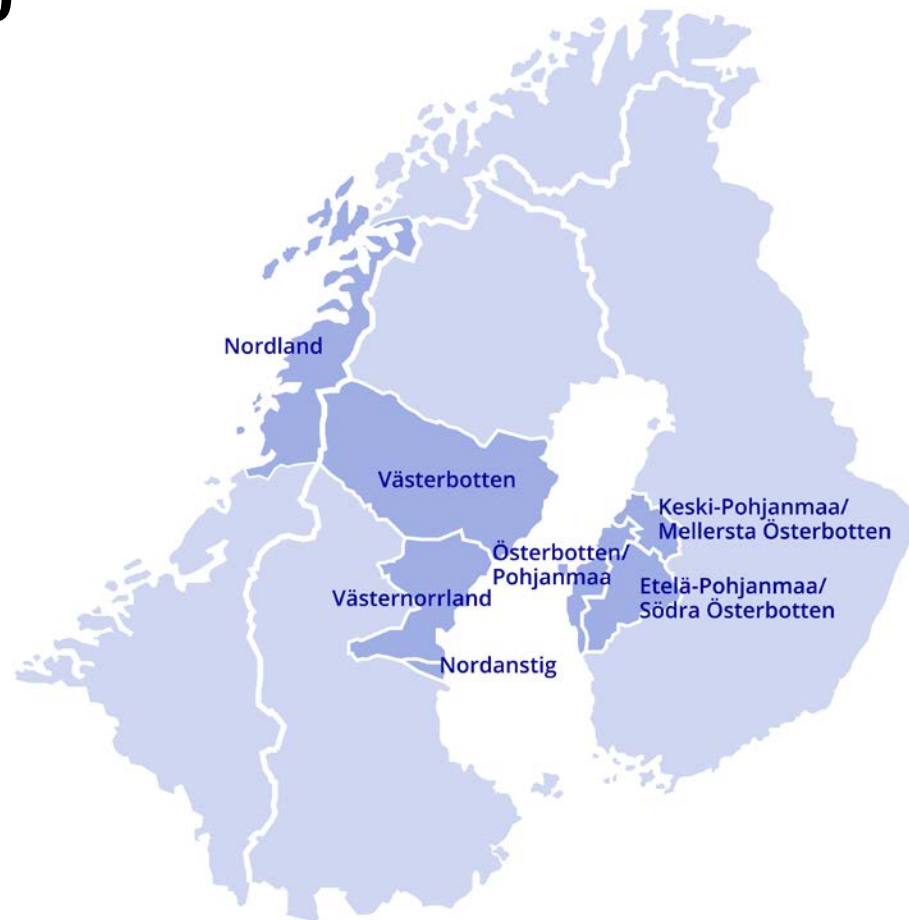 Nordland
Västerbotten
Keski-Pohjanmaa/
Mellersta Österbotten
Österbotten/
Pohjanmaa
Etelä-Pohjanmaa/
Södra Österbotten
Västernorrland
Nordanstig